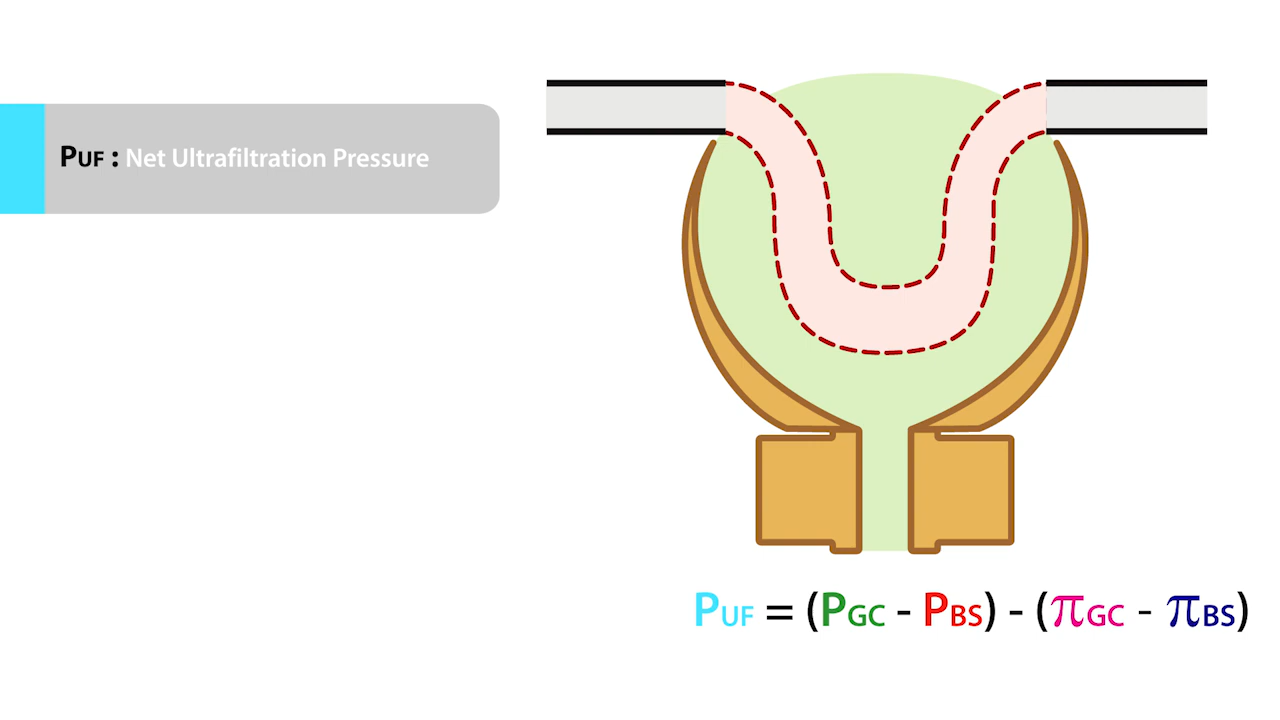 PUF : Net Ultrafiltration Pressure
PUF = (PGC - PBS) - (πGC - πBS)